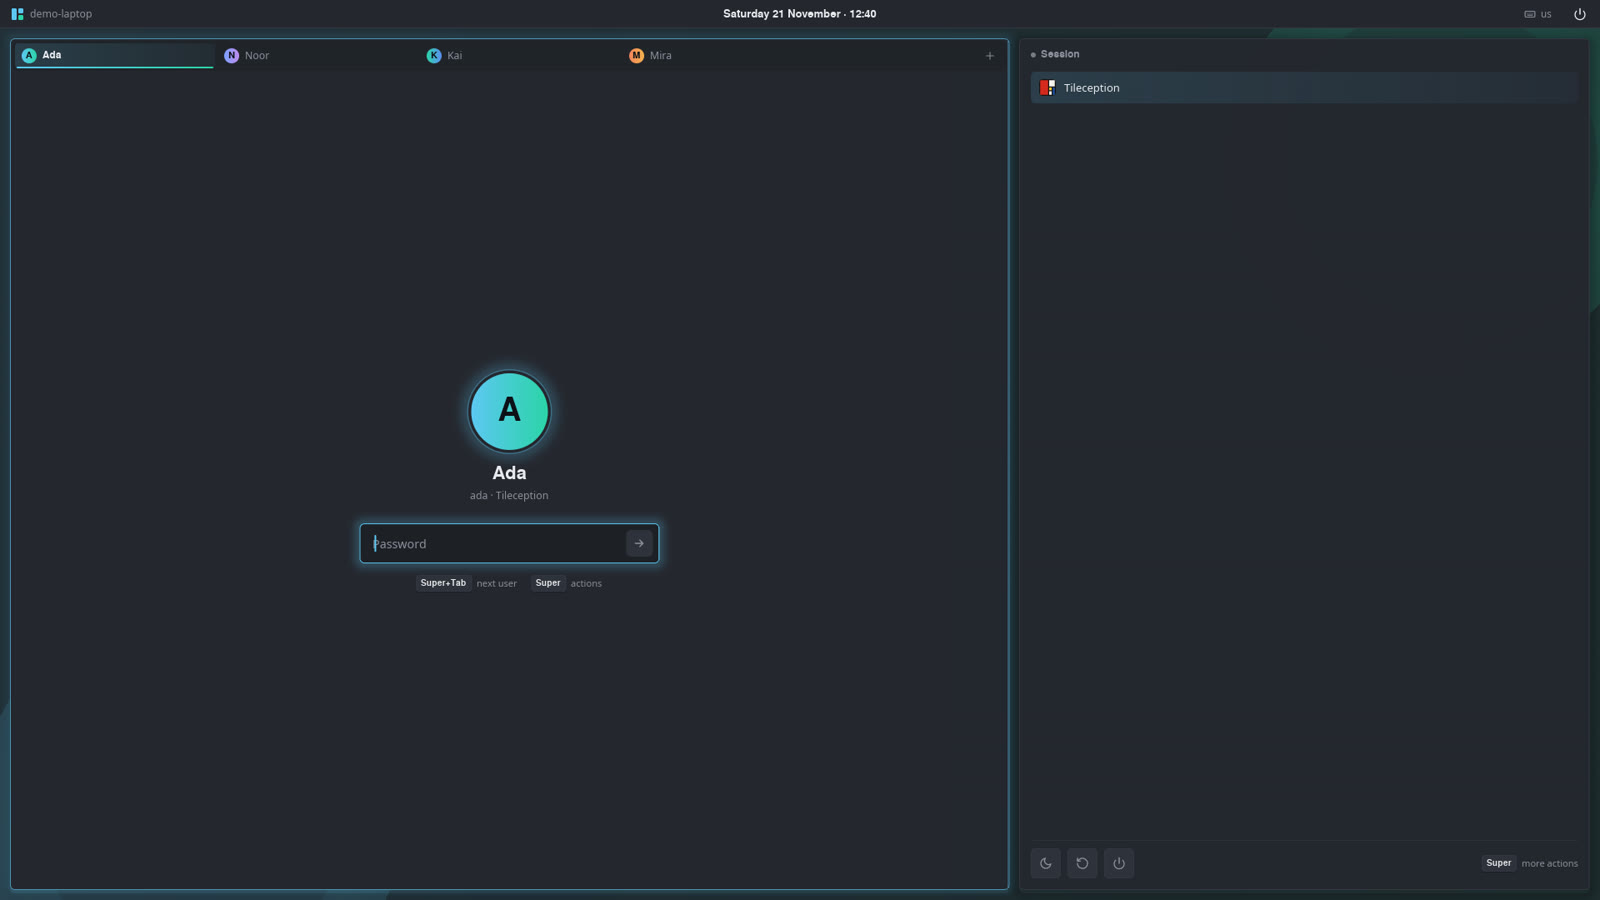 demo-laptop
Saturday 21 November · 12:40
us
A Ada
N Noor
K Kai
M Mira
Session
Tileception
A
Ada
ada · Tileception
Password
Super+Tab next user Super actions
Super more actions